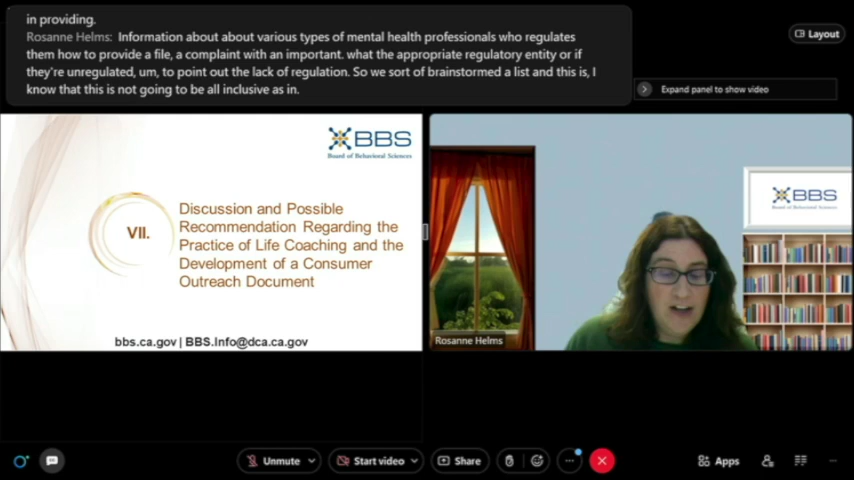 in providing.
Rosanne Helms: Information about about various types of mental health professionals who regulates
them how to provide a file, a complaint with an important. what the appropriate regulatory entity or if
they're unregulated, um, to point out the lack of regulation. So we sort of brainstormed a list and this is, I
know that this is not going to be all inclusive as in.
Layout
Expand panel to show video
BBS
Board of Behavioral Sciences
VII.
Discussion and Possible
Recommendation Regarding the
Practice of Life Coaching and the
Development of a Consumer
Outreach Document
bbs.ca.gov | BBS.Info@dca.ca.gov
BBS
Board of Behavioral Sciences
Rosanne Helms
Unmute
Start video
Share
Apps